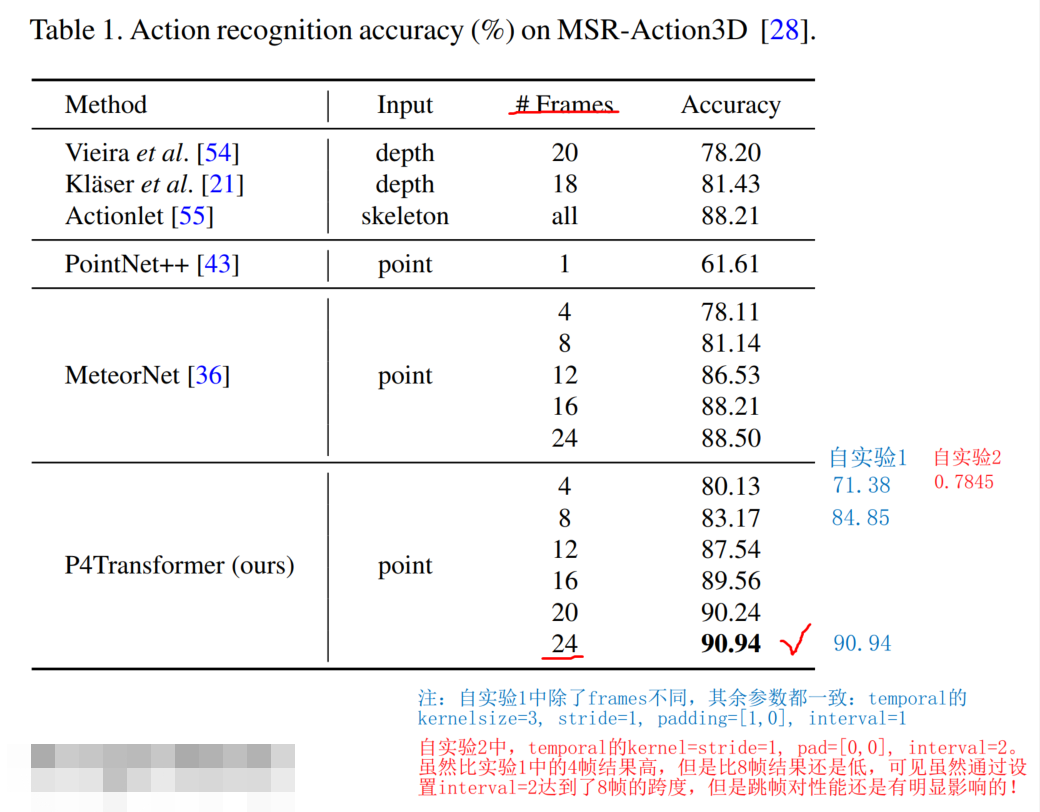 Table 1. Action recognition accuracy (%) on MSR-Action3D [28].
Method Input # Frames Accuracy
Vieira et al. [54] depth 20 78.20
Kläser et al. [21] depth 18 81.43
Actionlet [55] skeleton all 88.21
PointNet++ [43] point 1 61.61
4 78.11
8 81.14
MeteorNet [36] point 12 86.53
16 88.21
24 88.50
自实验1 自实验2
4 80.13 71.38 0.7845
8 83.17 84.85
12 87.54
P4Transformer (ours) point
16 89.56
20 90.24
24 90.94 90.94
注：自实验1中除了frames不同，其余参数都一致：temporal的
kernelsize=3, stride=1, padding=[1,0], interval=1
自实验2中，temporal的kernel=stride=1, pad=[0,0], interval=2。
虽然比实验1中的4帧结果高，但是比8帧结果还是低，可见虽然通过设
置interval=2达到了8帧的跨度，但是跳帧对性能还是有明显影响的！